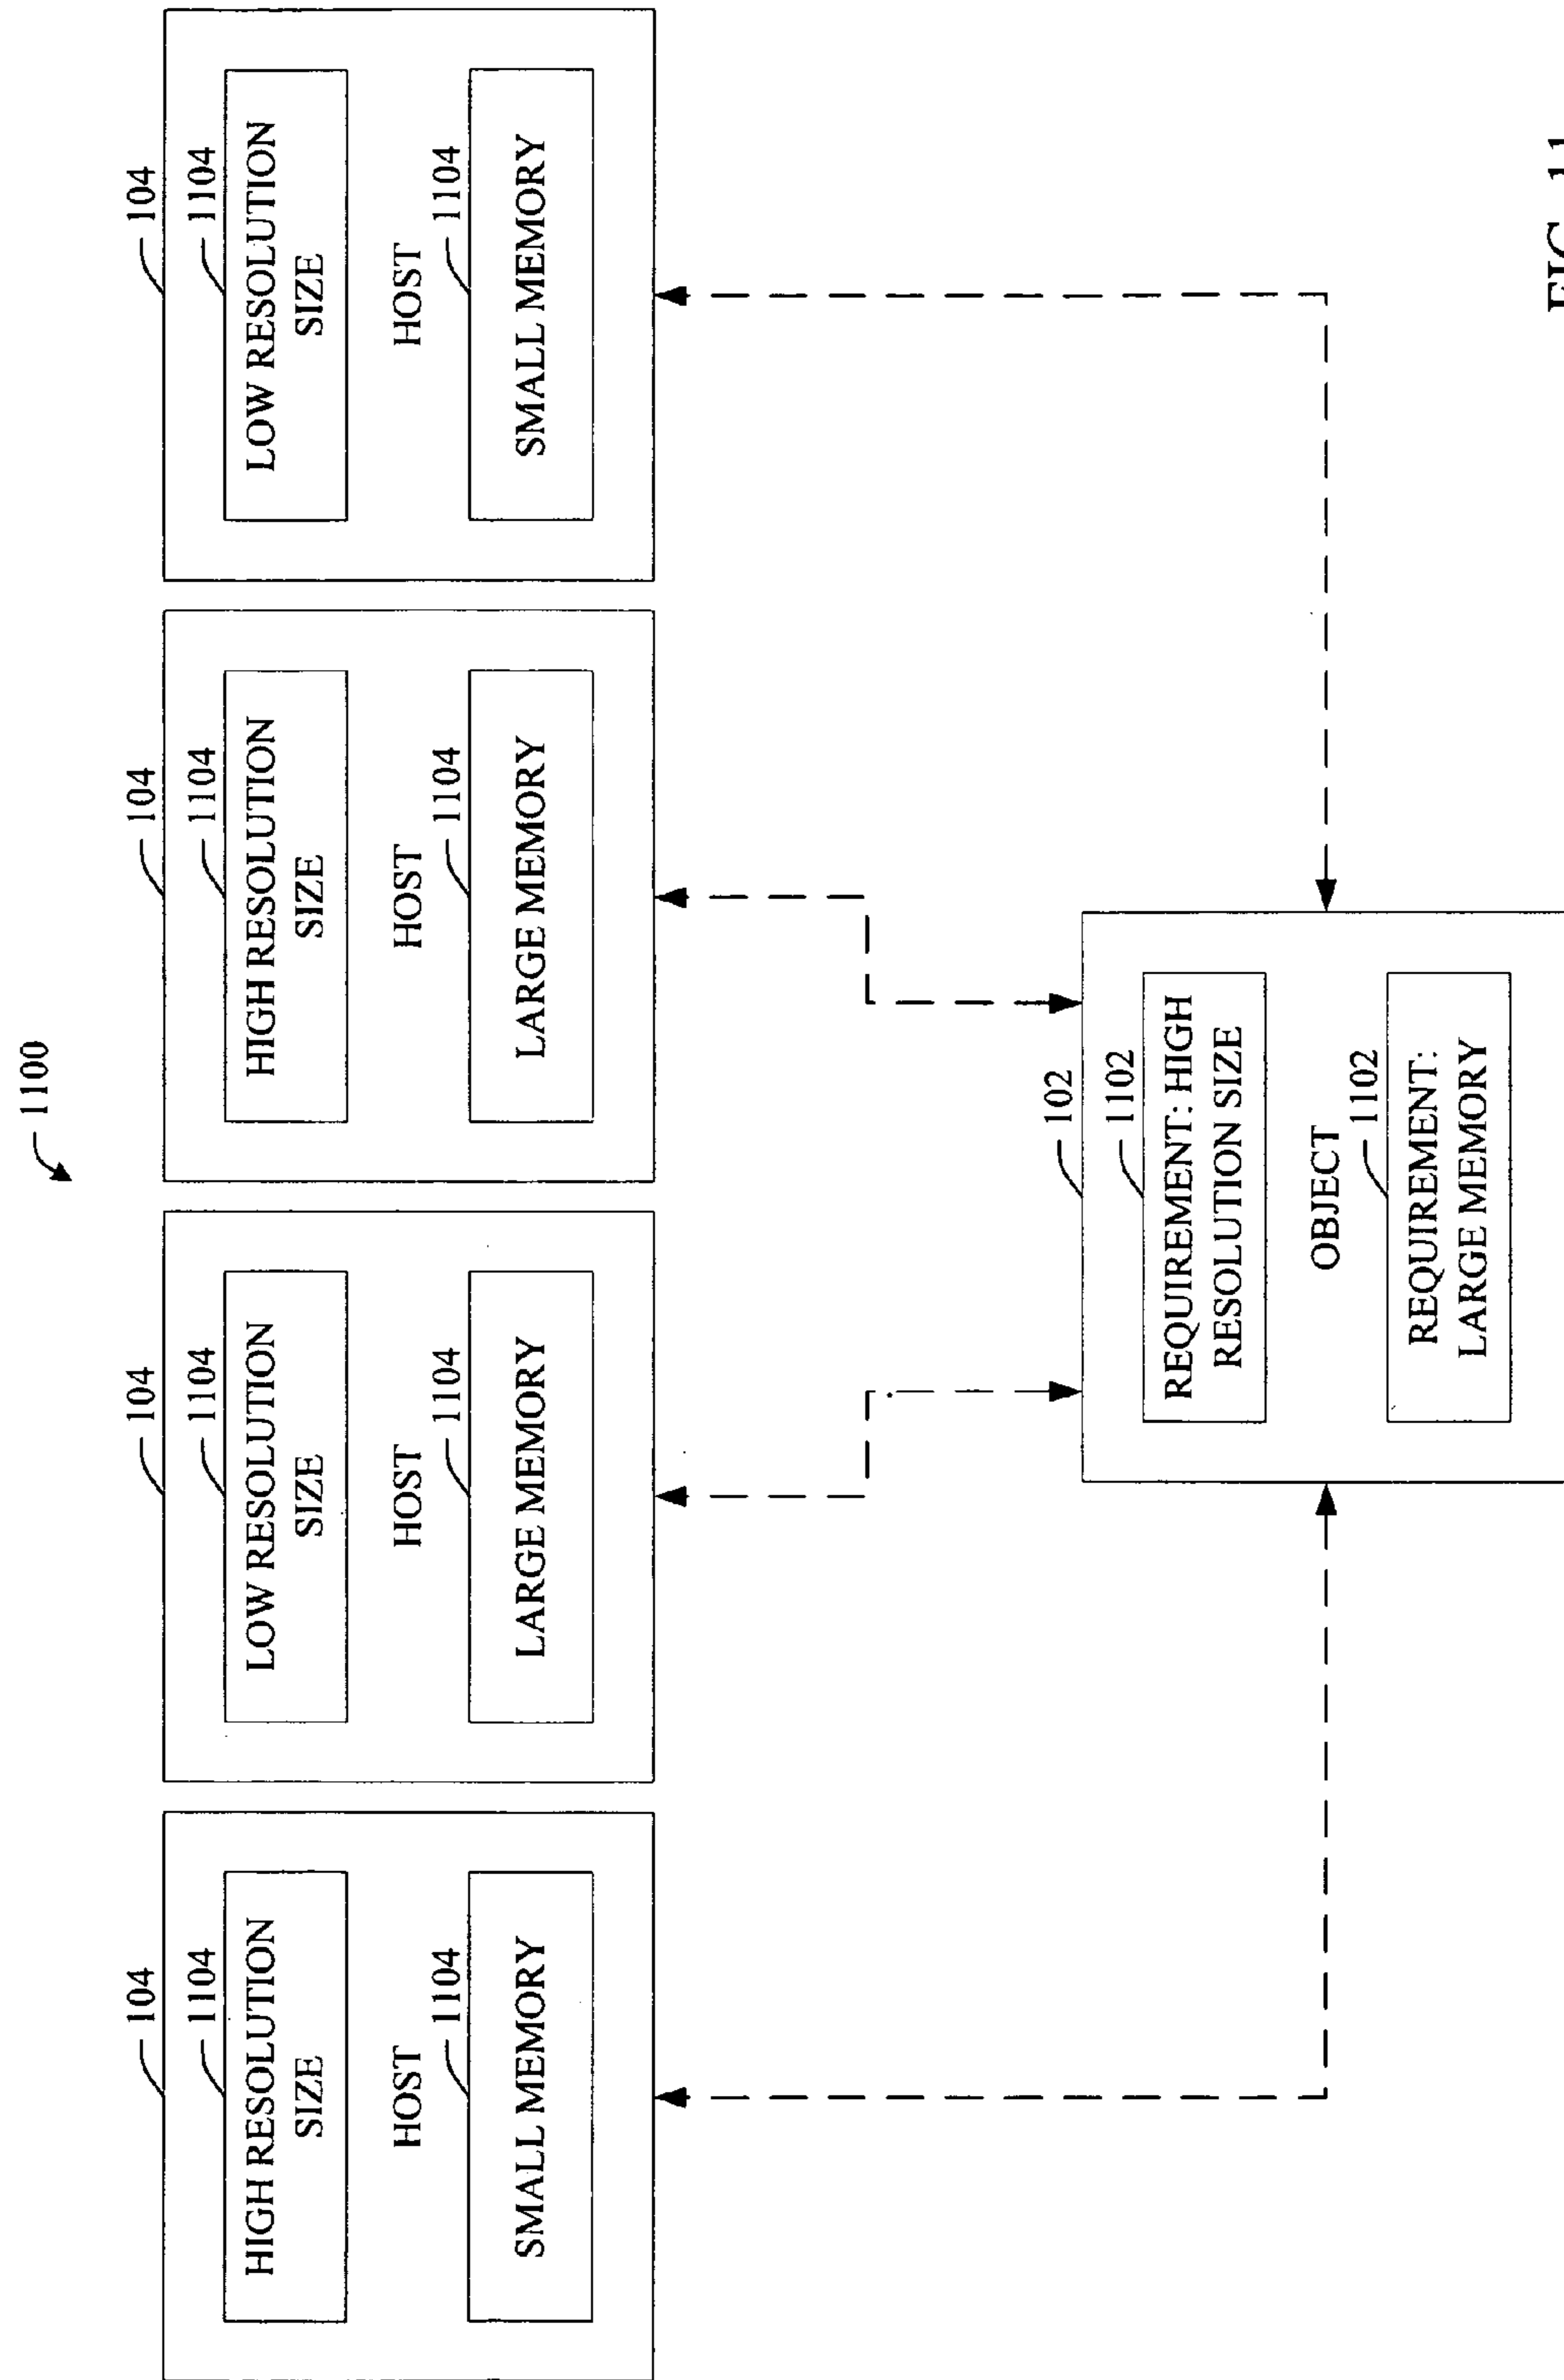 1100
104
1104
HIGH RESOLUTION
SIZE
HOST
1104
SMALL MEMORY
104
1104
LOW RESOLUTION
SIZE
HOST
1104
LARGE MEMORY
104
1104
HIGH RESOLUTION
SIZE
HOST
1104
LARGE MEMORY
104
1104
LOW RESOLUTION
SIZE
HOST
1104
SMALL MEMORY
102
1102
REQUIREMENT: HIGH
RESOLUTION SIZE
OBJECT
1102
REQUIREMENT:
LARGE MEMORY
FIG. 11